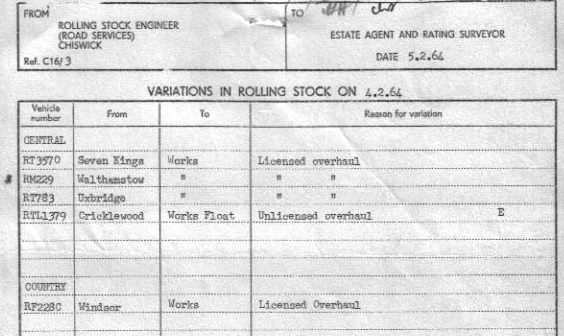 FROM
ROLLING STOCK ENGINEER
(ROAD SERVICES)
CHISWICK
Ref. C16/3
TO
ESTATE AGENT AND RATING SURVEYOR
DATE 5.2.64
VARIATIONS IN ROLLING STOCK ON 4.2.64
Vehicle number From To Reason for variation
CENTRAL
RT3570 Seven Kings Works Licensed overhaul
RM229 Walthamstow " " "
RT783 Uxbridge " " "
RTL1379 Cricklewood Works Float Unlicensed overhaul E
COUNTRY
RF228C Windsor Works Licensed Overhaul